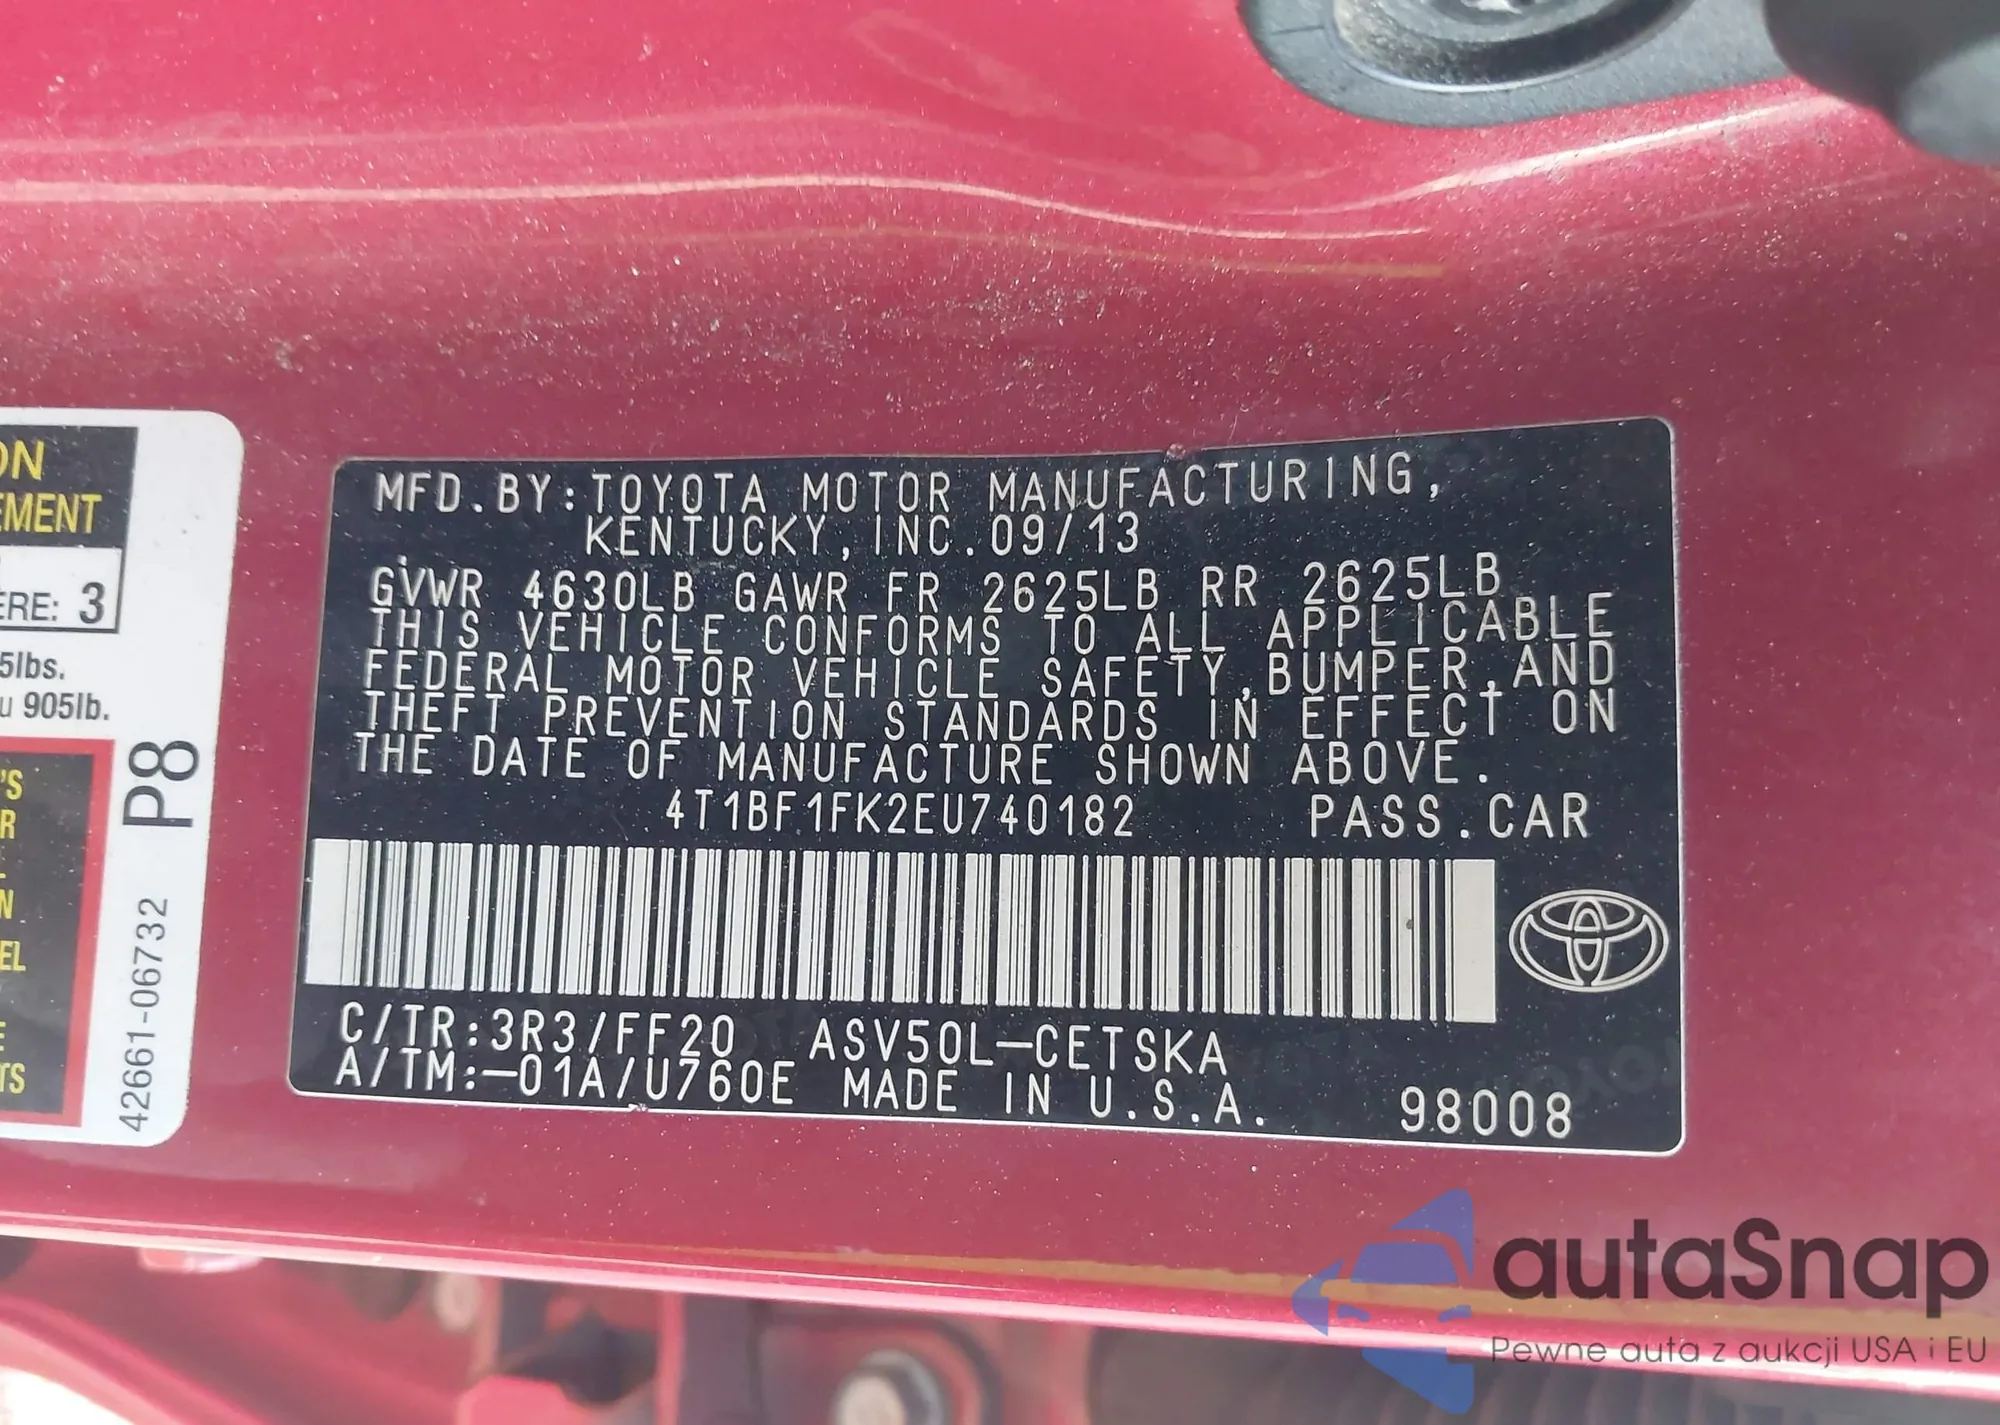 MFD.BY:TOYOTA MOTOR MANUFACTURING,
KENTUCKY,INC.09/13
GVWR 4630LB GAWR FR 2625LB RR 2625LB
THIS VEHICLE CONFORMS TO ALL APPLICABLE
FEDERAL MOTOR VEHICLE SAFETY,BUMPER,AND
THEFT PREVENTION STANDARDS IN EFFECT ON
THE DATE OF MANUFACTURE SHOWN ABOVE.
4T1BF1FK2EU740182 PASS.CAR
C/TR:3R3/FF20 ASV50L-CETSKA
A/TM:-01A/U760E MADE IN U.S.A. 98008
ON
EMENT
ERE: 3
5lbs.
u 905lb.
'S
R
N
EL
E
TS
P8
42661-06732
autaSnap
Pewne auta z aukcji USA i EU